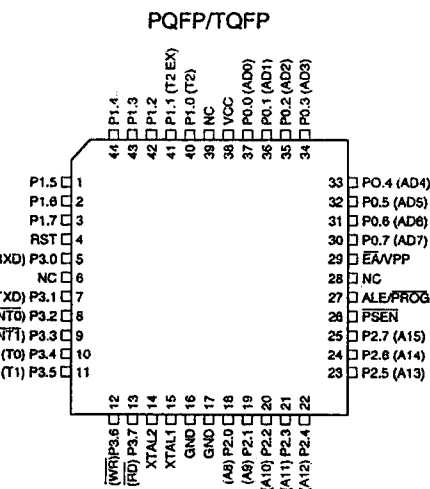 PQFP/TQFP
P1.4
P1.3
P1.2
P1.1 (T2 EX)
P1.0 (T2)
NC
VCC
P0.0 (AD0)
P0.1 (AD1)
P0.2 (AD2)
P0.3 (AD3)
44 43 42 41 40 39 38 37 36 35 34
P1.5 1
P1.6 2
P1.7 3
RST 4
XD) P3.0 5
NC 6
XD) P3.1 7
NT0) P3.2 8
NT1) P3.3 9
(T0) P3.4 10
(T1) P3.5 11
33 PO.4 (AD4)
32 P0.5 (AD5)
31 P0.6 (AD6)
30 P0.7 (AD7)
29 EA/VPP
28 NC
27 ALE/PROG
26 PSEN
25 P2.7 (A15)
24 P2.6 (A14)
23 P2.5 (A13)
12 13 14 15 16 17 18 19 20 21 22
(WR) P3.6
(RD) P3.7
XTAL2
XTAL1
GND
GND
(A8) P2.0
(A9) P2.1
(A10) P2.2
(A11) P2.3
(A12) P2.4